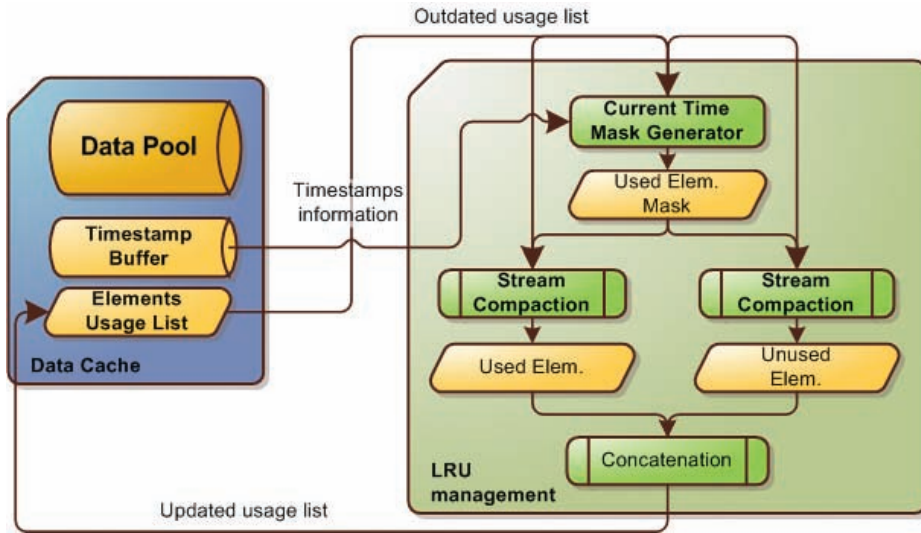 Outdated usage list
Data Pool
Timestamp
Buffer
Elements
Usage List
Data Cache
Timestamps
information
Current Time
Mask Generator
Used Elem.
Mask
Stream
Compaction
Stream
Compaction
Used Elem.
Unused
Elem.
Concatenation
LRU
management
Updated usage list